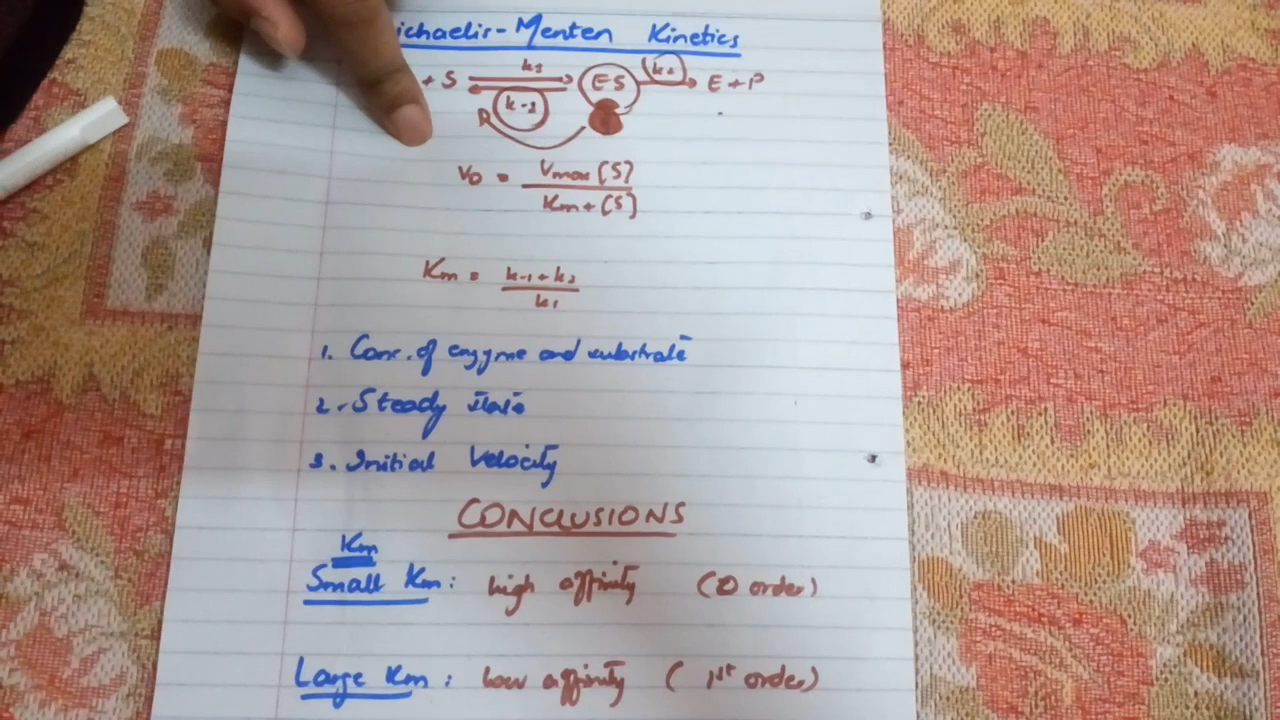 ichaelis-Menten Kinetics
+ S k1 k-1 ES k2 E+P
Vo = Vmax [S] / Km + [S]
Km = k-1 + k2 / k1
1. Conc. of enzyme and substrate
2. Steady state
3. Initial Velocity
CONCLUSIONS
Km
Small Km: high affinity (0 order)
Large Km: low affinity (1st order)